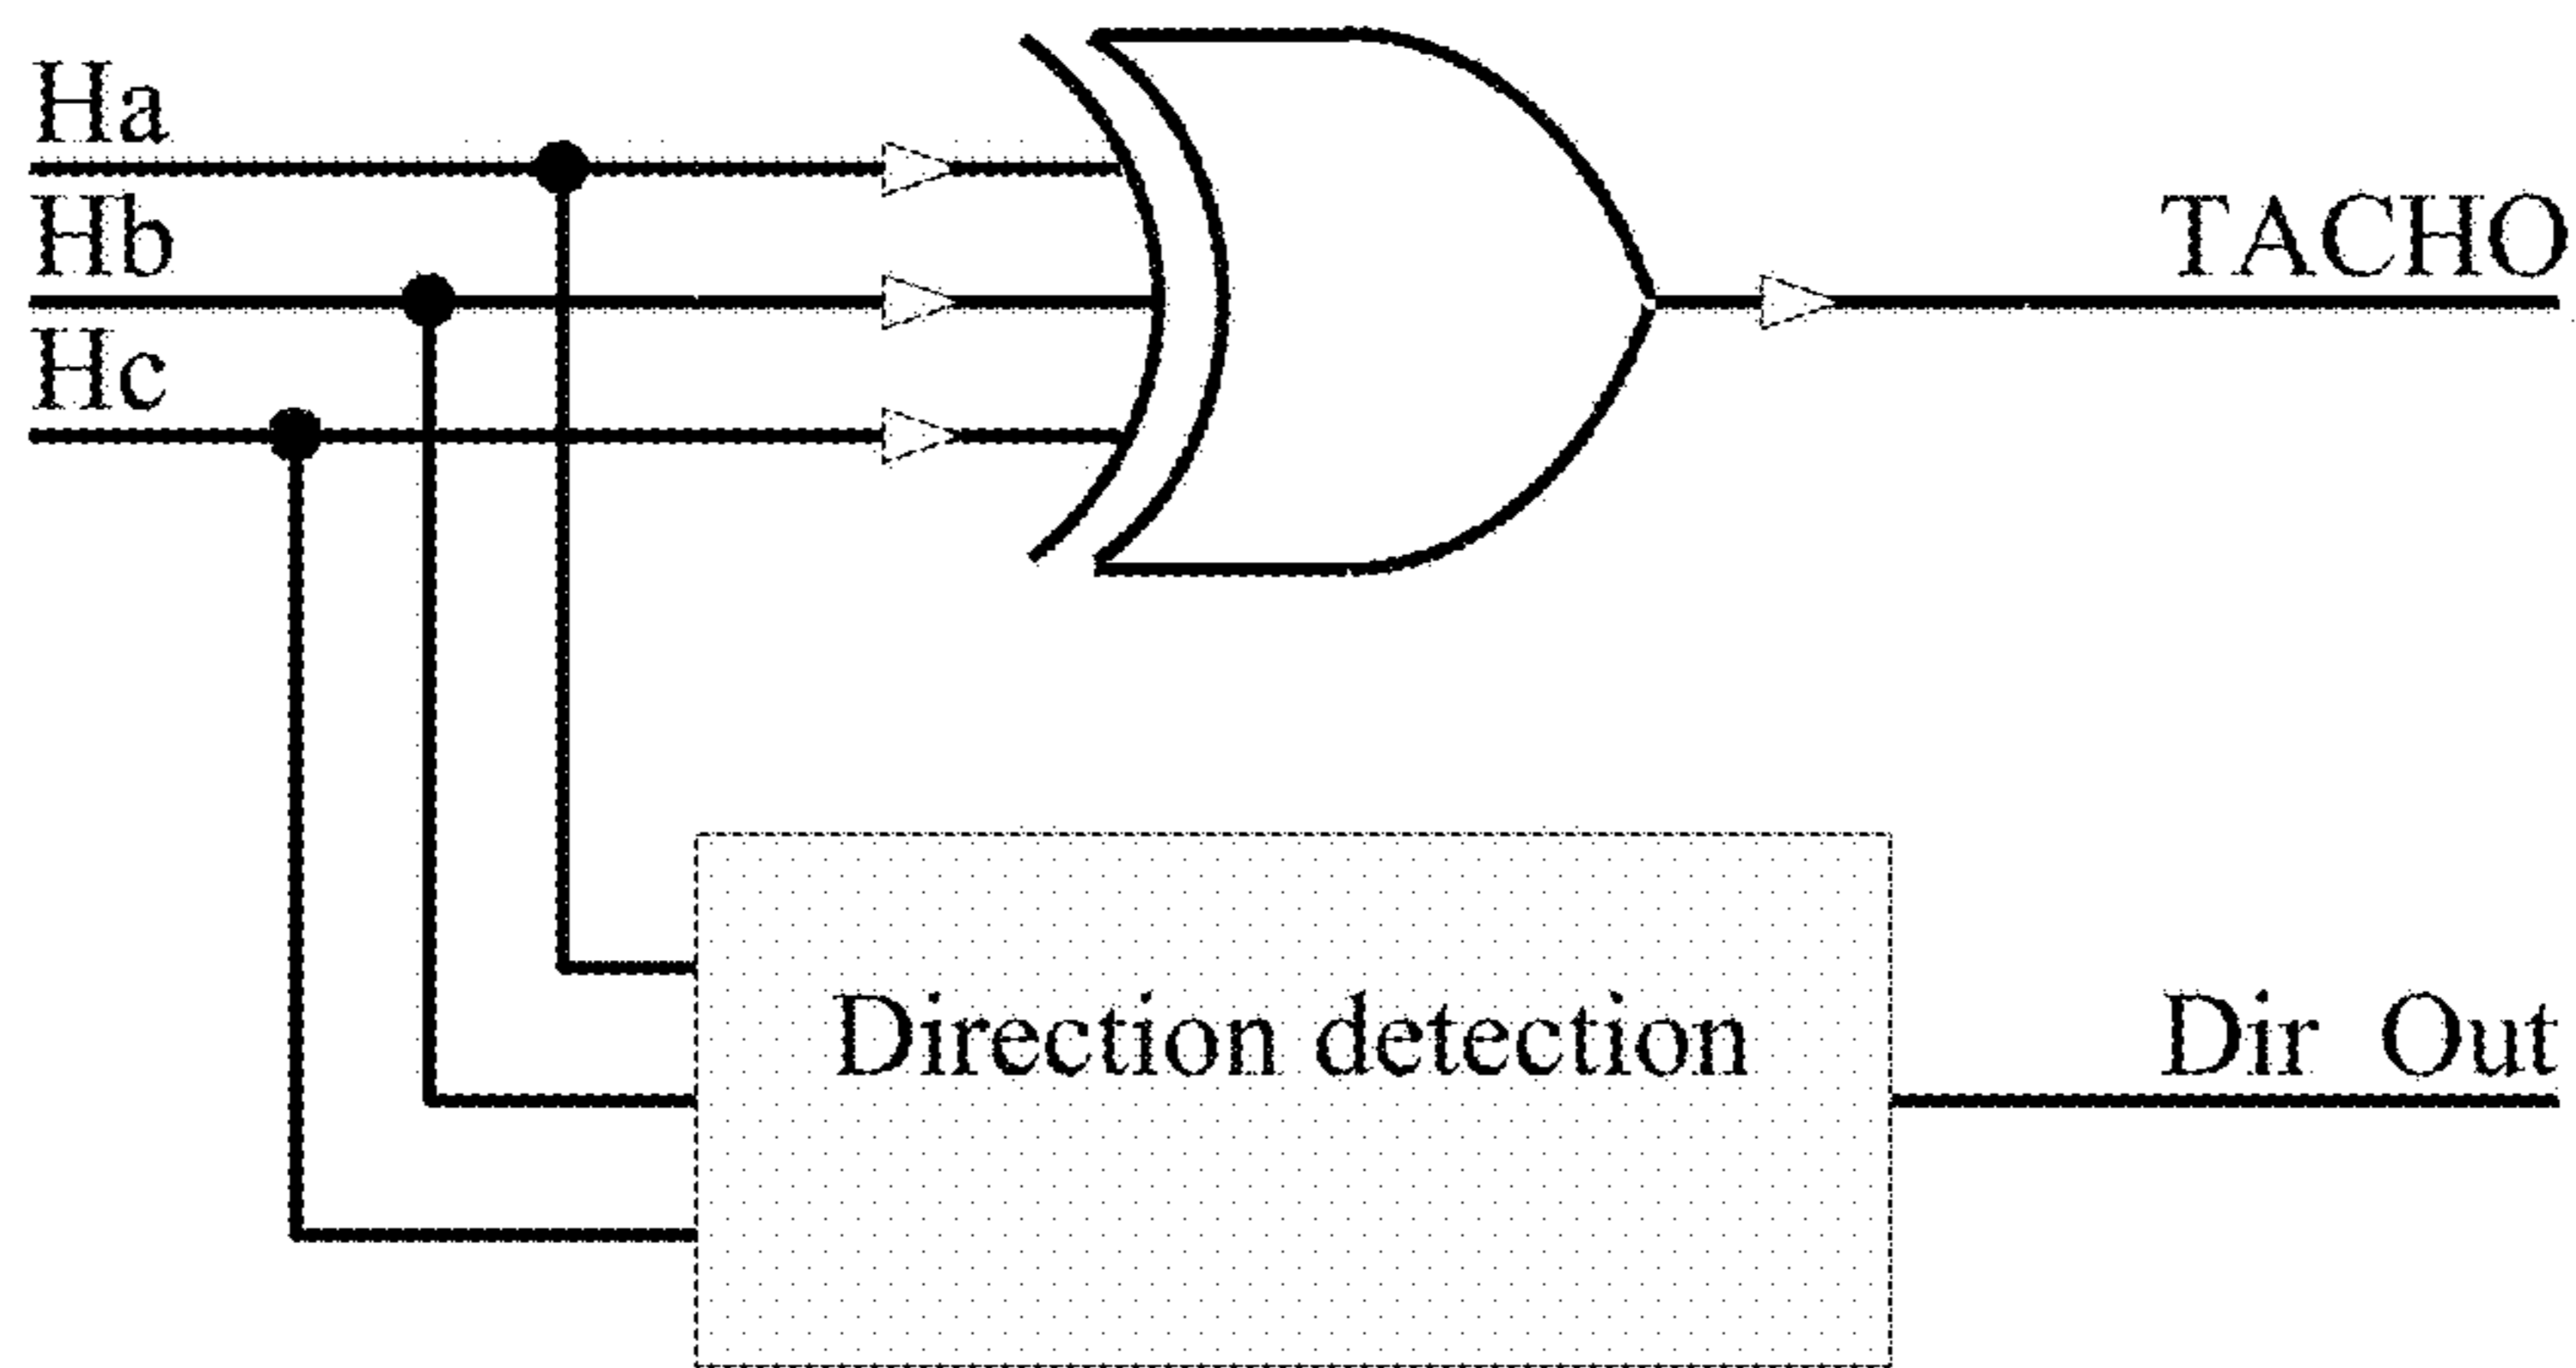 Ha
Hb
TACHO
Hc
Direction detection
Dir Out